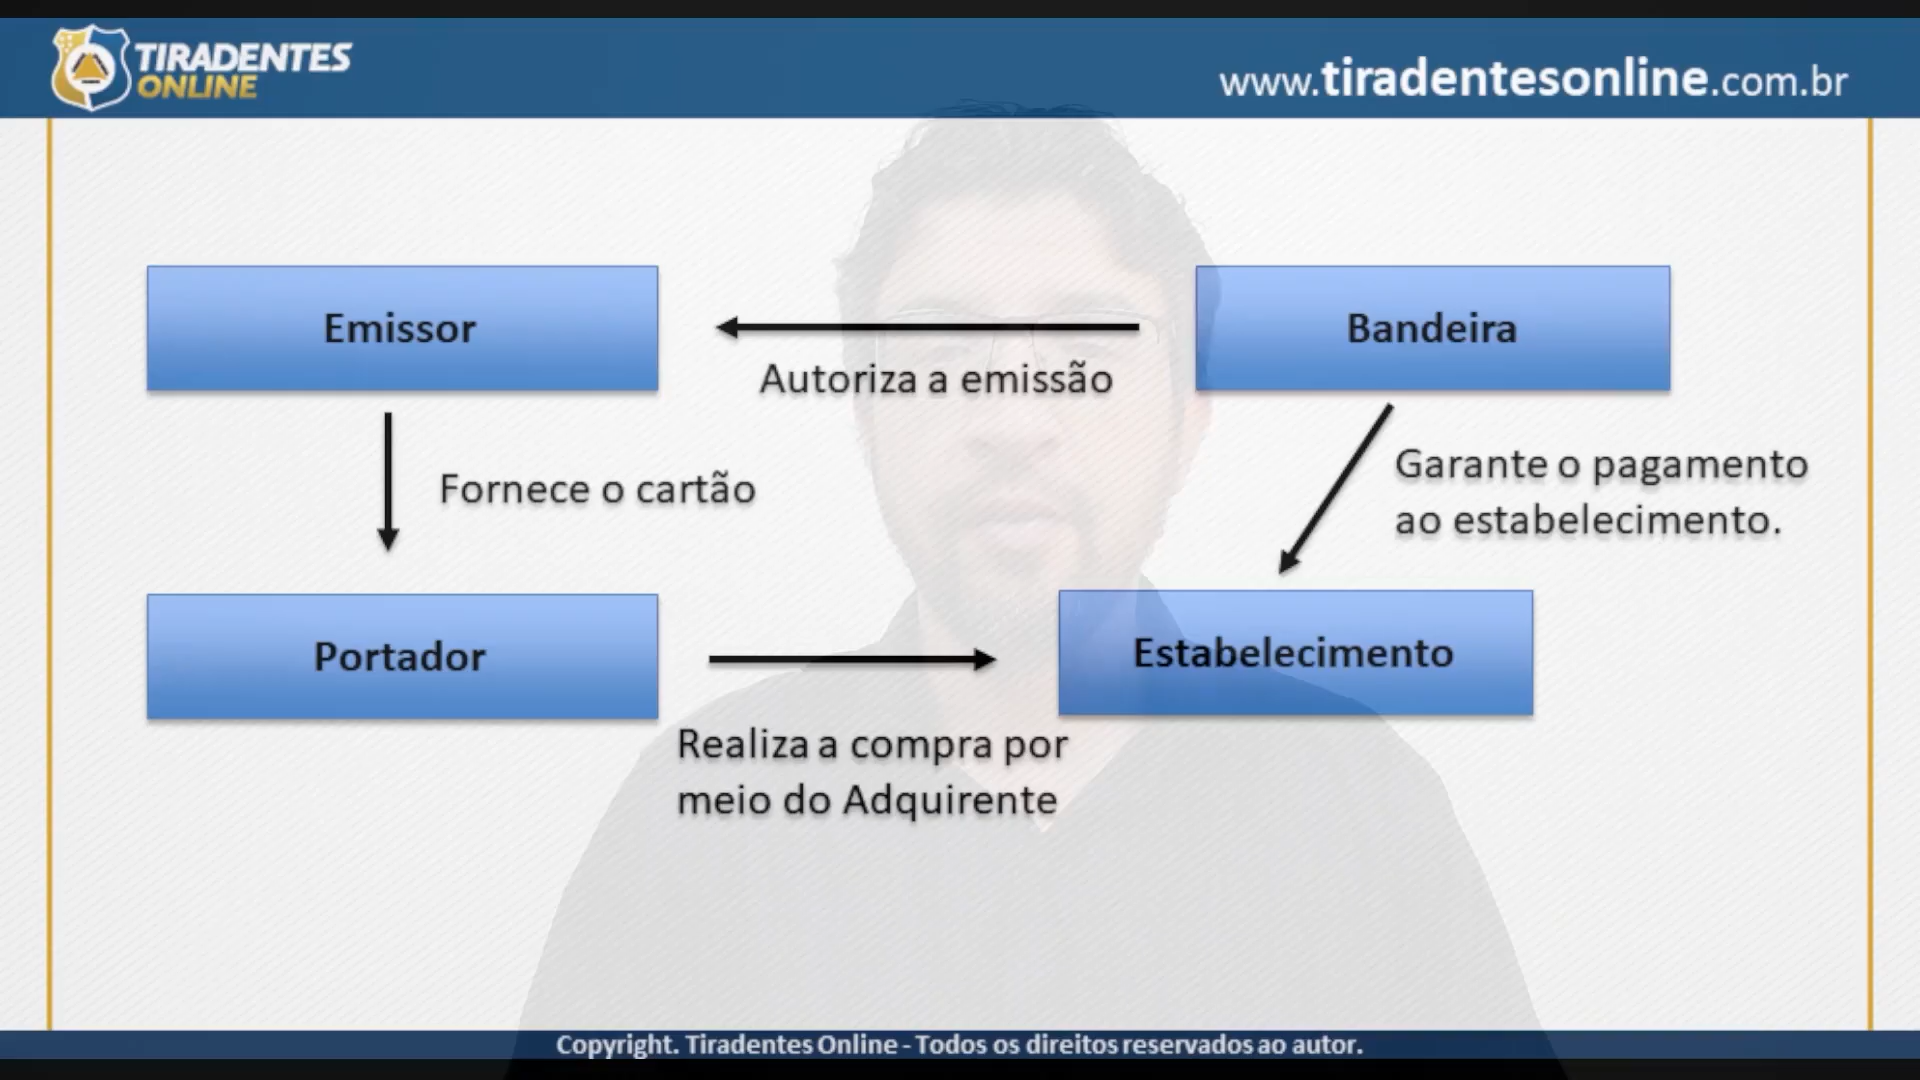 TIRADENTES
ONLINE
www.tiradentesonline.com.br
Emissor
Bandeira
Autoriza a emissão
Fornece o cartão
Garante o pagamento
ao estabelecimento.
Portador
Estabelecimento
Realiza a compra por
meio do Adquirente
Copyright. Tiradentes Online - Todos os direitos reservados ao autor.